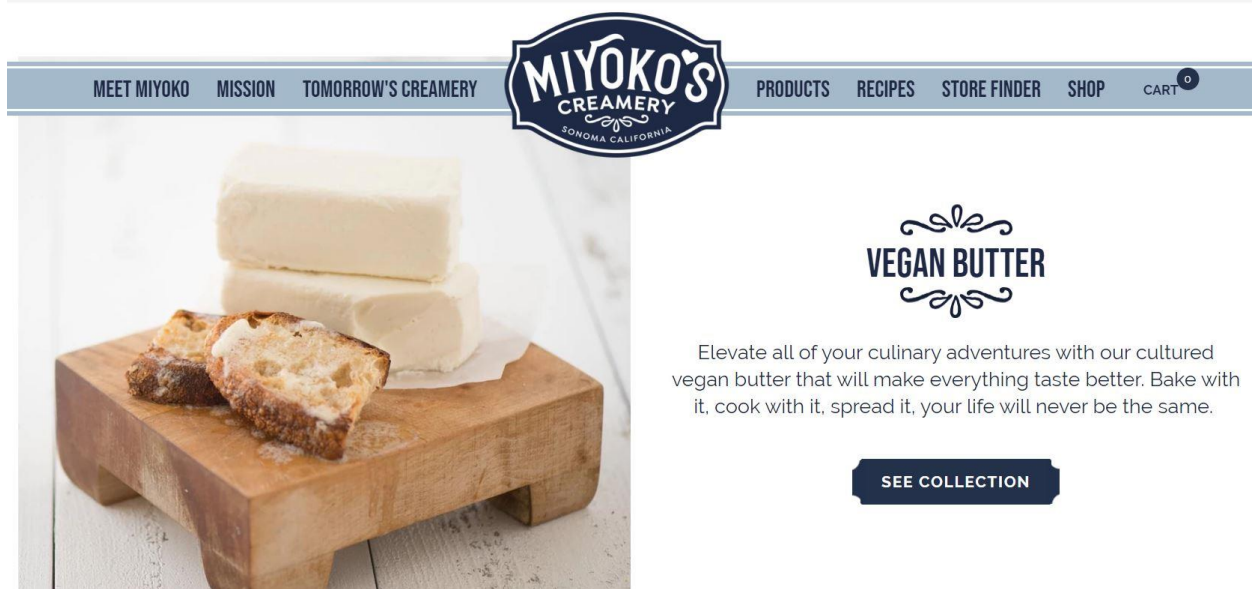 MEET MIYOKO
MISSION
TOMORROW'S CREAMERY
MIYOKO'S
CREAMERY
SONOMA CALIFORNIA
PRODUCTS
RECIPES
STORE FINDER
SHOP
CART
0
VEGAN BUTTER
Elevate all of your culinary adventures with our cultured
vegan butter that will make everything taste better. Bake with
it, cook with it, spread it, your life will never be the same.
SEE COLLECTION